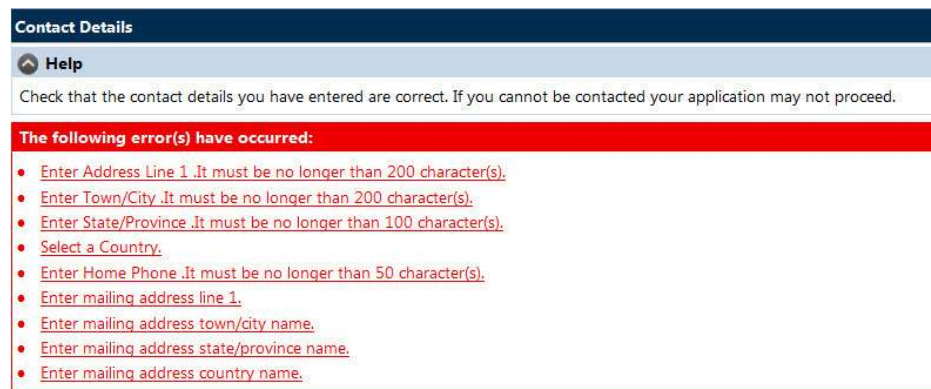 Contact Details
Help
Check that the contact details you have entered are correct. If you cannot be contacted your application may not proceed.
The following error(s) have occurred:
• Enter Address Line 1 .It must be no longer than 200 character(s).
• Enter Town/City .It must be no longer than 200 character(s).
• Enter State/Province .It must be no longer than 100 character(s).
• Select a Country.
• Enter Home Phone .It must be no longer than 50 character(s).
• Enter mailing address line 1.
• Enter mailing address town/city name.
• Enter mailing address state/province name.
• Enter mailing address country name.